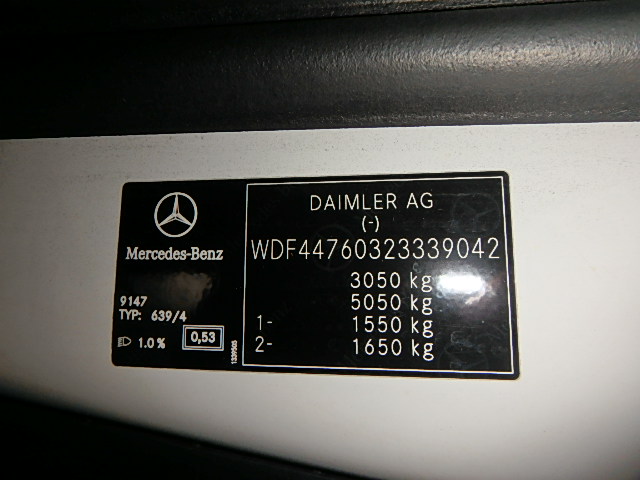 Mercedes-Benz
9147
TYP: 639/4
1.0 %
0,53
1339503
DAIMLER AG
(-)
WDF44760323339042
3050 kg
5050 kg
1- 1550 kg
2- 1650 kg